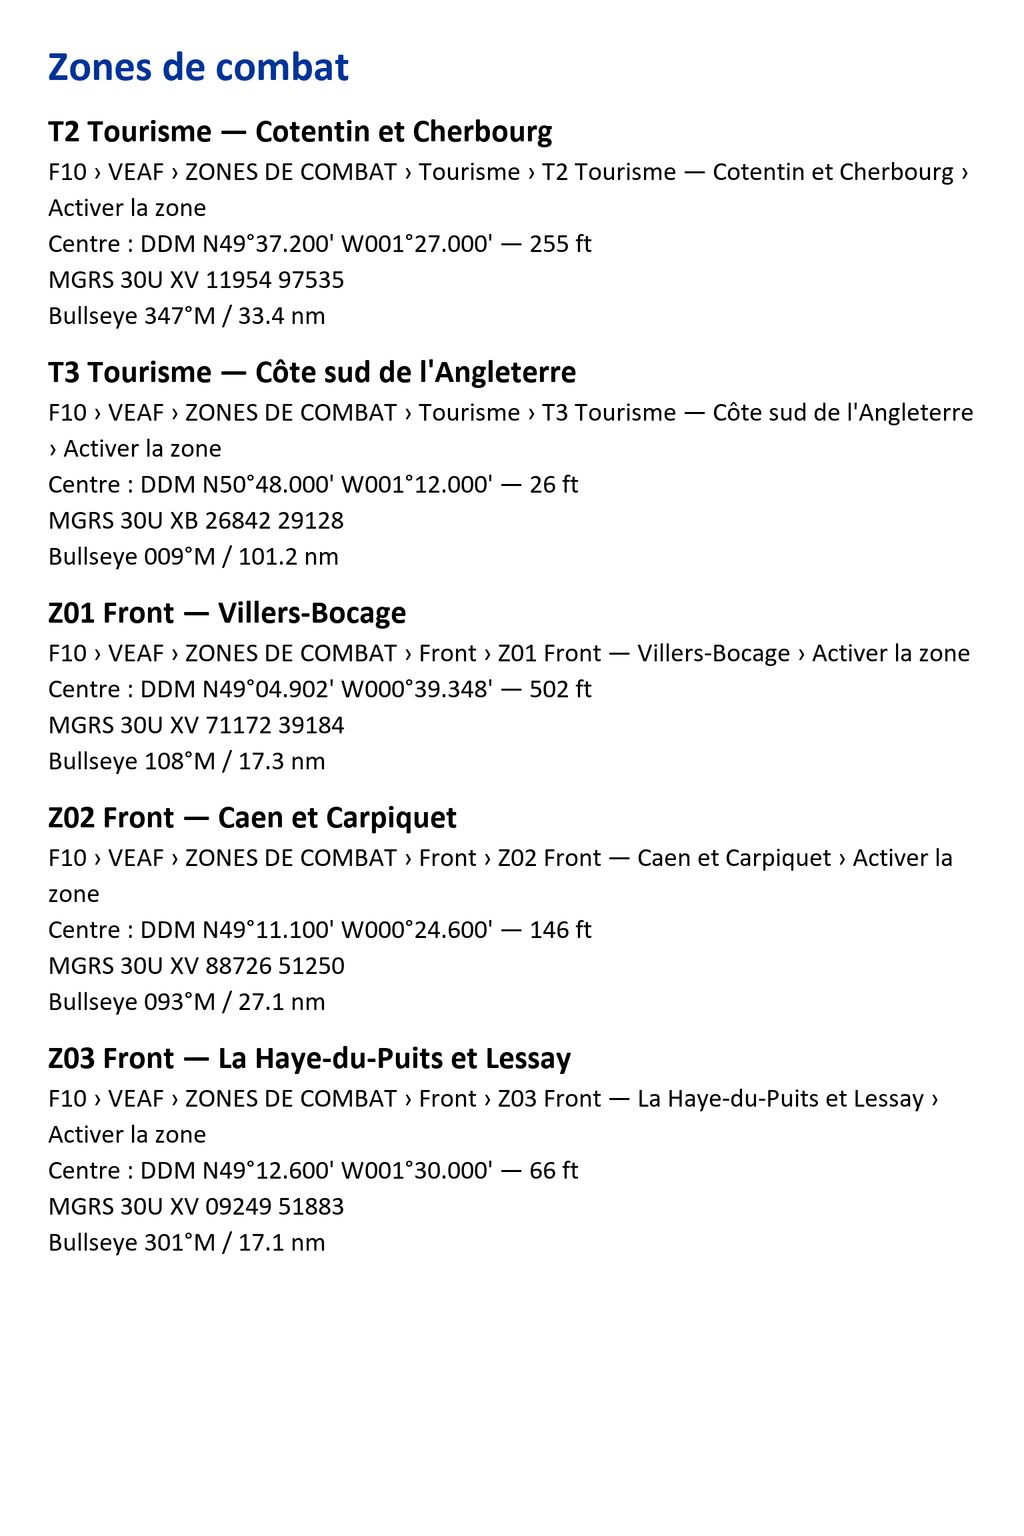 Zones de combat
T2 Tourisme — Cotentin et Cherbourg
F10 › VEAF › ZONES DE COMBAT › Tourisme › T2 Tourisme — Cotentin et Cherbourg ›
Activer la zone
Centre : DDM N49°37.200' W001°27.000' — 255 ft
MGRS 30U XV 11954 97535
Bullseye 347°M / 33.4 nm
T3 Tourisme — Côte sud de l'Angleterre
F10 › VEAF › ZONES DE COMBAT › Tourisme › T3 Tourisme — Côte sud de l'Angleterre
› Activer la zone
Centre : DDM N50°48.000' W001°12.000' — 26 ft
MGRS 30U XB 26842 29128
Bullseye 009°M / 101.2 nm
Z01 Front — Villers-Bocage
F10 › VEAF › ZONES DE COMBAT › Front › Z01 Front — Villers-Bocage › Activer la zone
Centre : DDM N49°04.902' W000°39.348' — 502 ft
MGRS 30U XV 71172 39184
Bullseye 108°M / 17.3 nm
Z02 Front — Caen et Carpiquet
F10 › VEAF › ZONES DE COMBAT › Front › Z02 Front — Caen et Carpiquet › Activer la
zone
Centre : DDM N49°11.100' W000°24.600' — 146 ft
MGRS 30U XV 88726 51250
Bullseye 093°M / 27.1 nm
Z03 Front — La Haye-du-Puits et Lessay
F10 › VEAF › ZONES DE COMBAT › Front › Z03 Front — La Haye-du-Puits et Lessay ›
Activer la zone
Centre : DDM N49°12.600' W001°30.000' — 66 ft
MGRS 30U XV 09249 51883
Bullseye 301°M / 17.1 nm